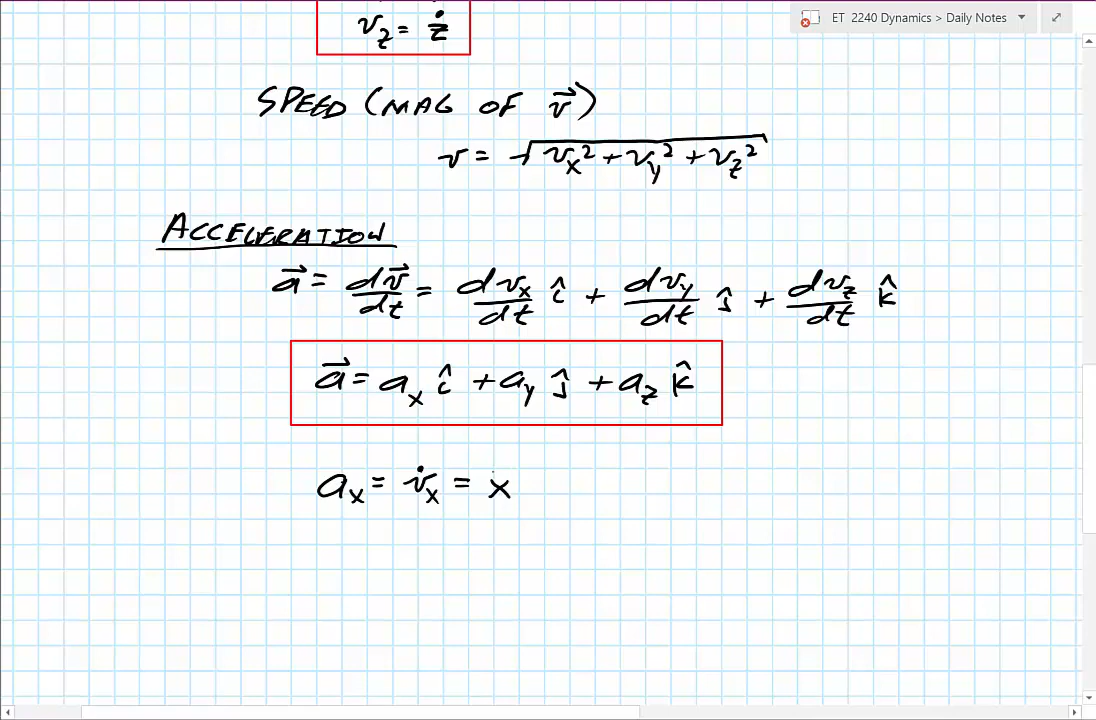 ET 2240 Dynamics > Daily Notes
v_z = ż
SPEED (MAG OF v⃗)
v = √(v_x² + v_y² + v_z²)
ACCELERATION
a⃗ = dv⃗/dt = dv_x/dt î + dv_y/dt ĵ + dv_z/dt k̂
a⃗ = a_x î + a_y ĵ + a_z k̂
a_x = v̇_x = x